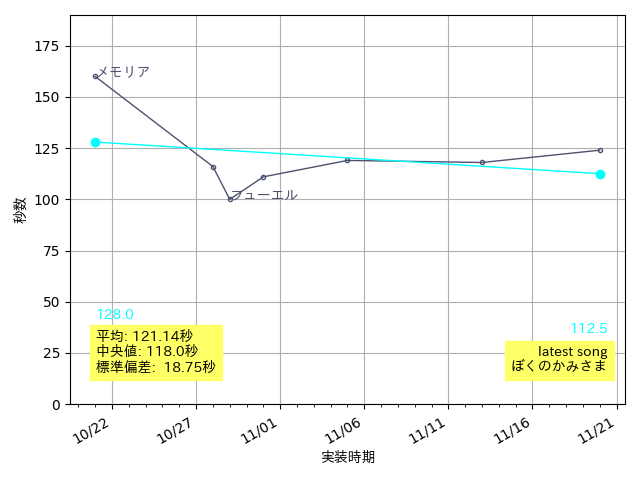 175
150
125
100
75
50
25
0
秒数
メモリア
フューエル
128.0
平均: 121.14秒
中央値: 118.0秒
標準偏差: 18.75秒
112.5
latest song
ぼくのかみさま
10/22
10/27
11/01
11/06
11/11
11/16
11/21
実装時期